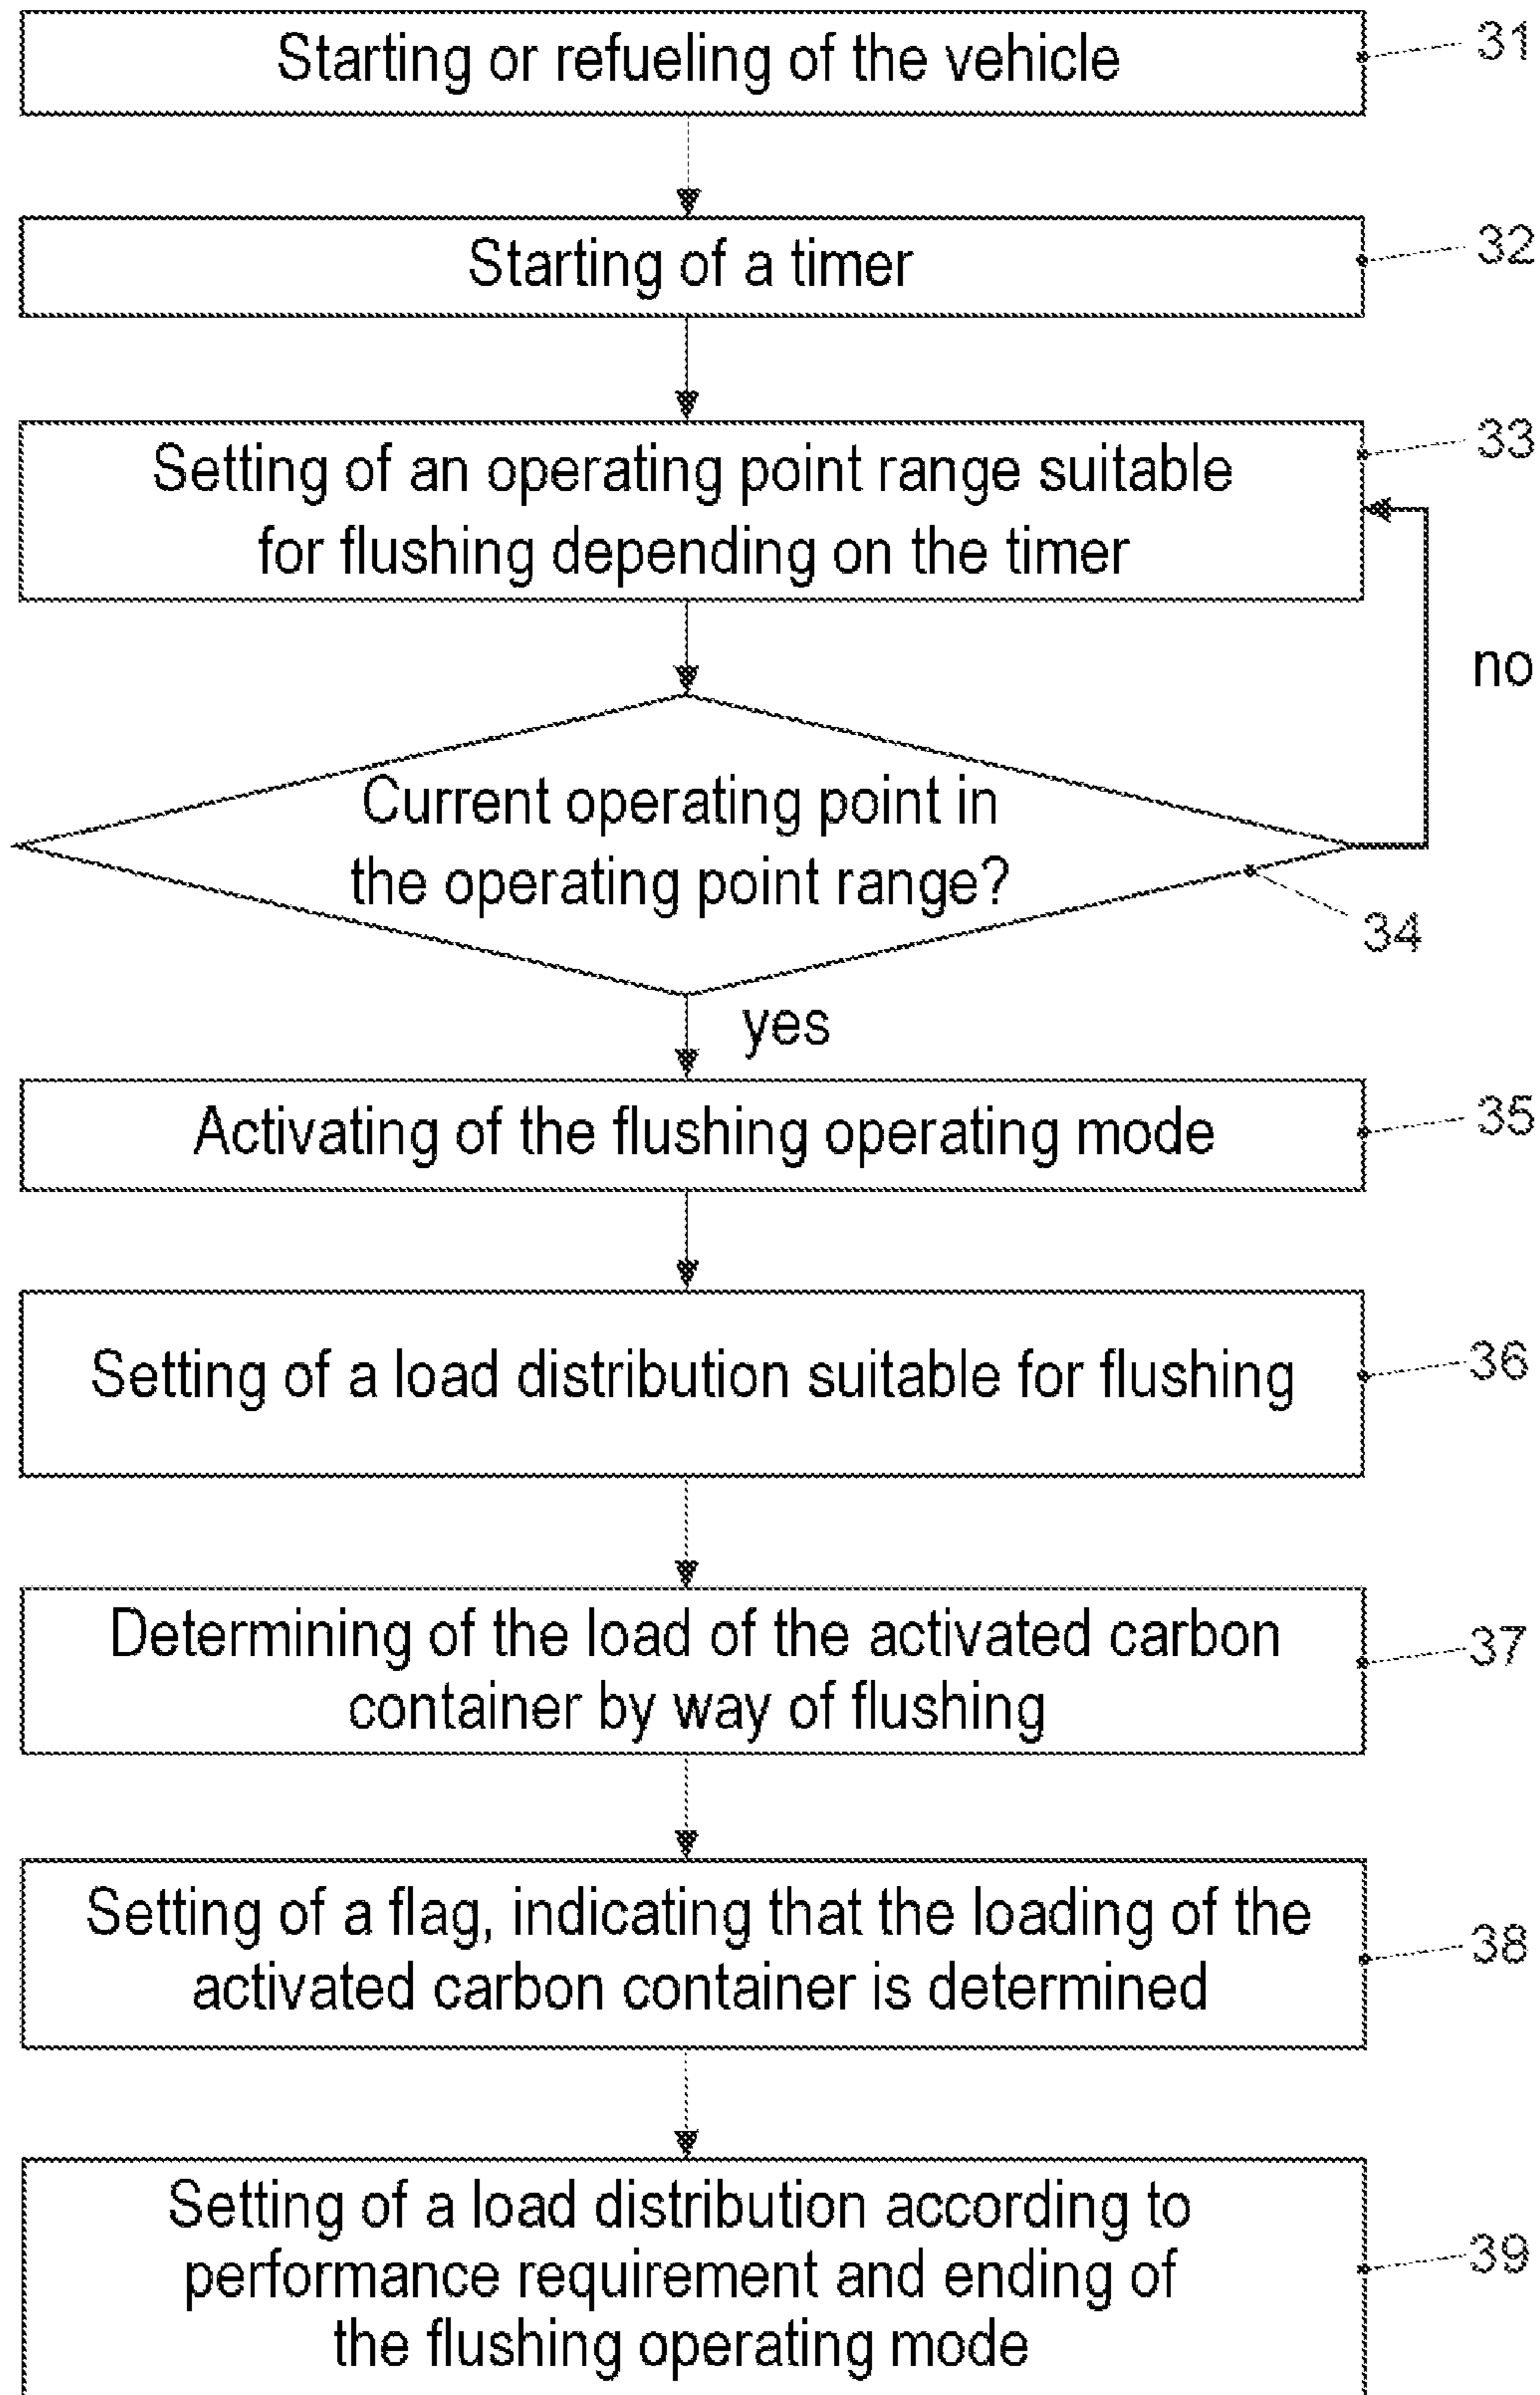 Starting or refueling of the vehicle
31
Starting of a timer
32
Setting of an operating point range suitable
for flushing depending on the timer
33
no
Current operating point in
the operating point range?
34
yes
Activating of the flushing operating mode
35
Setting of a load distribution suitable for flushing
36
Determining of the load of the activated carbon
container by way of flushing
37
Setting of a flag, indicating that the loading of the
activated carbon container is determined
38
Setting of a load distribution according to
performance requirement and ending of
the flushing operating mode
39